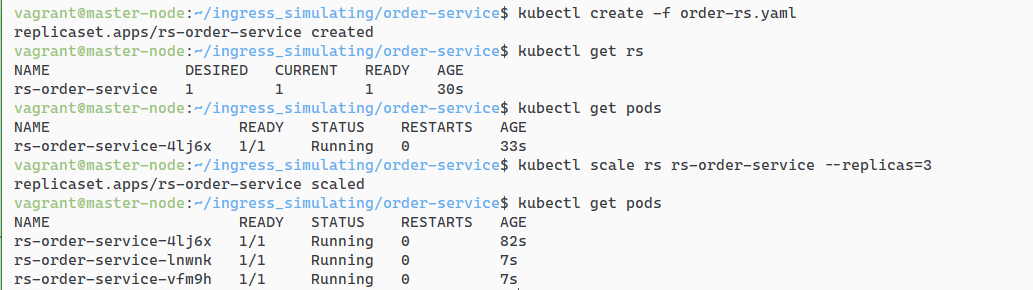 vagrant@master-node:~/ingress_simulating/order-service$ kubectl create -f order-rs.yaml
replicaset.apps/rs-order-service created
vagrant@master-node:~/ingress_simulating/order-service$ kubectl get rs
NAME               DESIRED   CURRENT   READY   AGE
rs-order-service   1         1         1       30s
vagrant@master-node:~/ingress_simulating/order-service$ kubectl get pods
NAME                     READY   STATUS    RESTARTS   AGE
rs-order-service-4lj6x   1/1     Running   0          33s
vagrant@master-node:~/ingress_simulating/order-service$ kubectl scale rs rs-order-service --replicas=3
replicaset.apps/rs-order-service scaled
vagrant@master-node:~/ingress_simulating/order-service$ kubectl get pods
NAME                     READY   STATUS    RESTARTS   AGE
rs-order-service-4lj6x   1/1     Running   0          82s
rs-order-service-lnwnk   1/1     Running   0          7s
rs-order-service-vfm9h   1/1     Running   0          7s